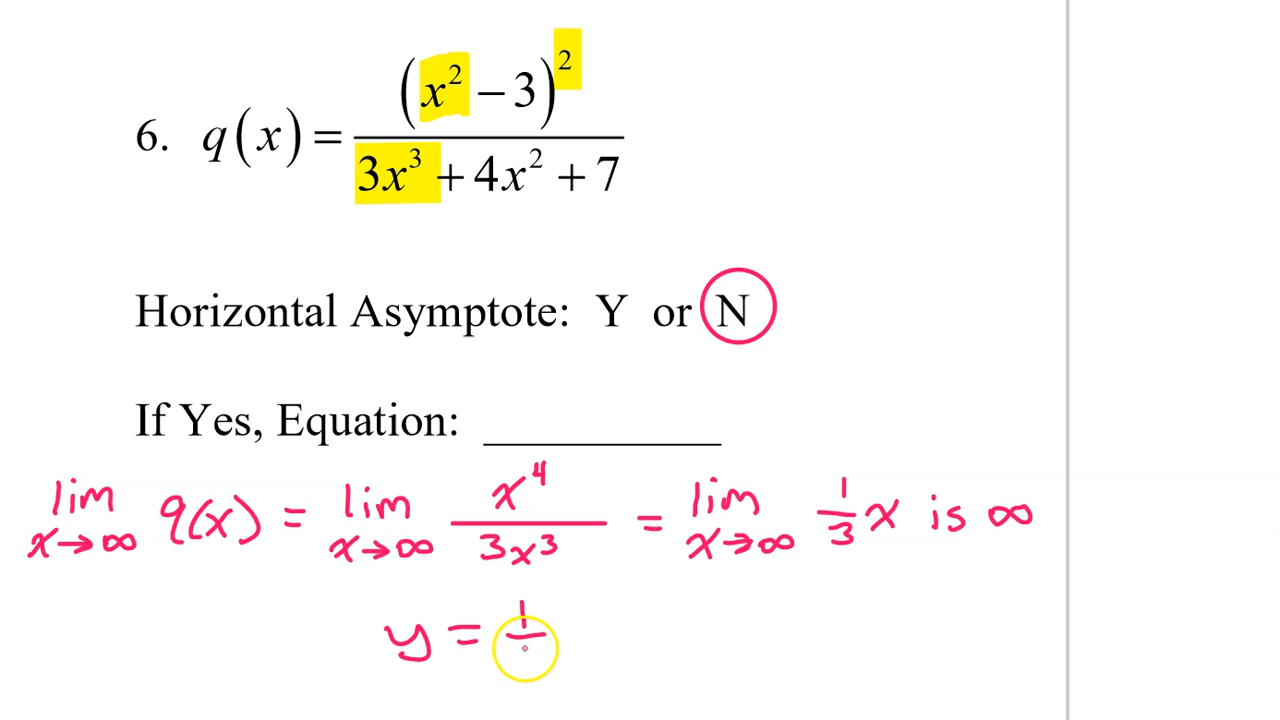 6. q(x) = (x² − 3)² / (3x³ + 4x² + 7)
Horizontal Asymptote: Y or N
If Yes, Equation: __________
lim x→∞ q(x) = lim x→∞ x⁴ / 3x³ = lim x→∞ 1/3 x is ∞
y = 1/